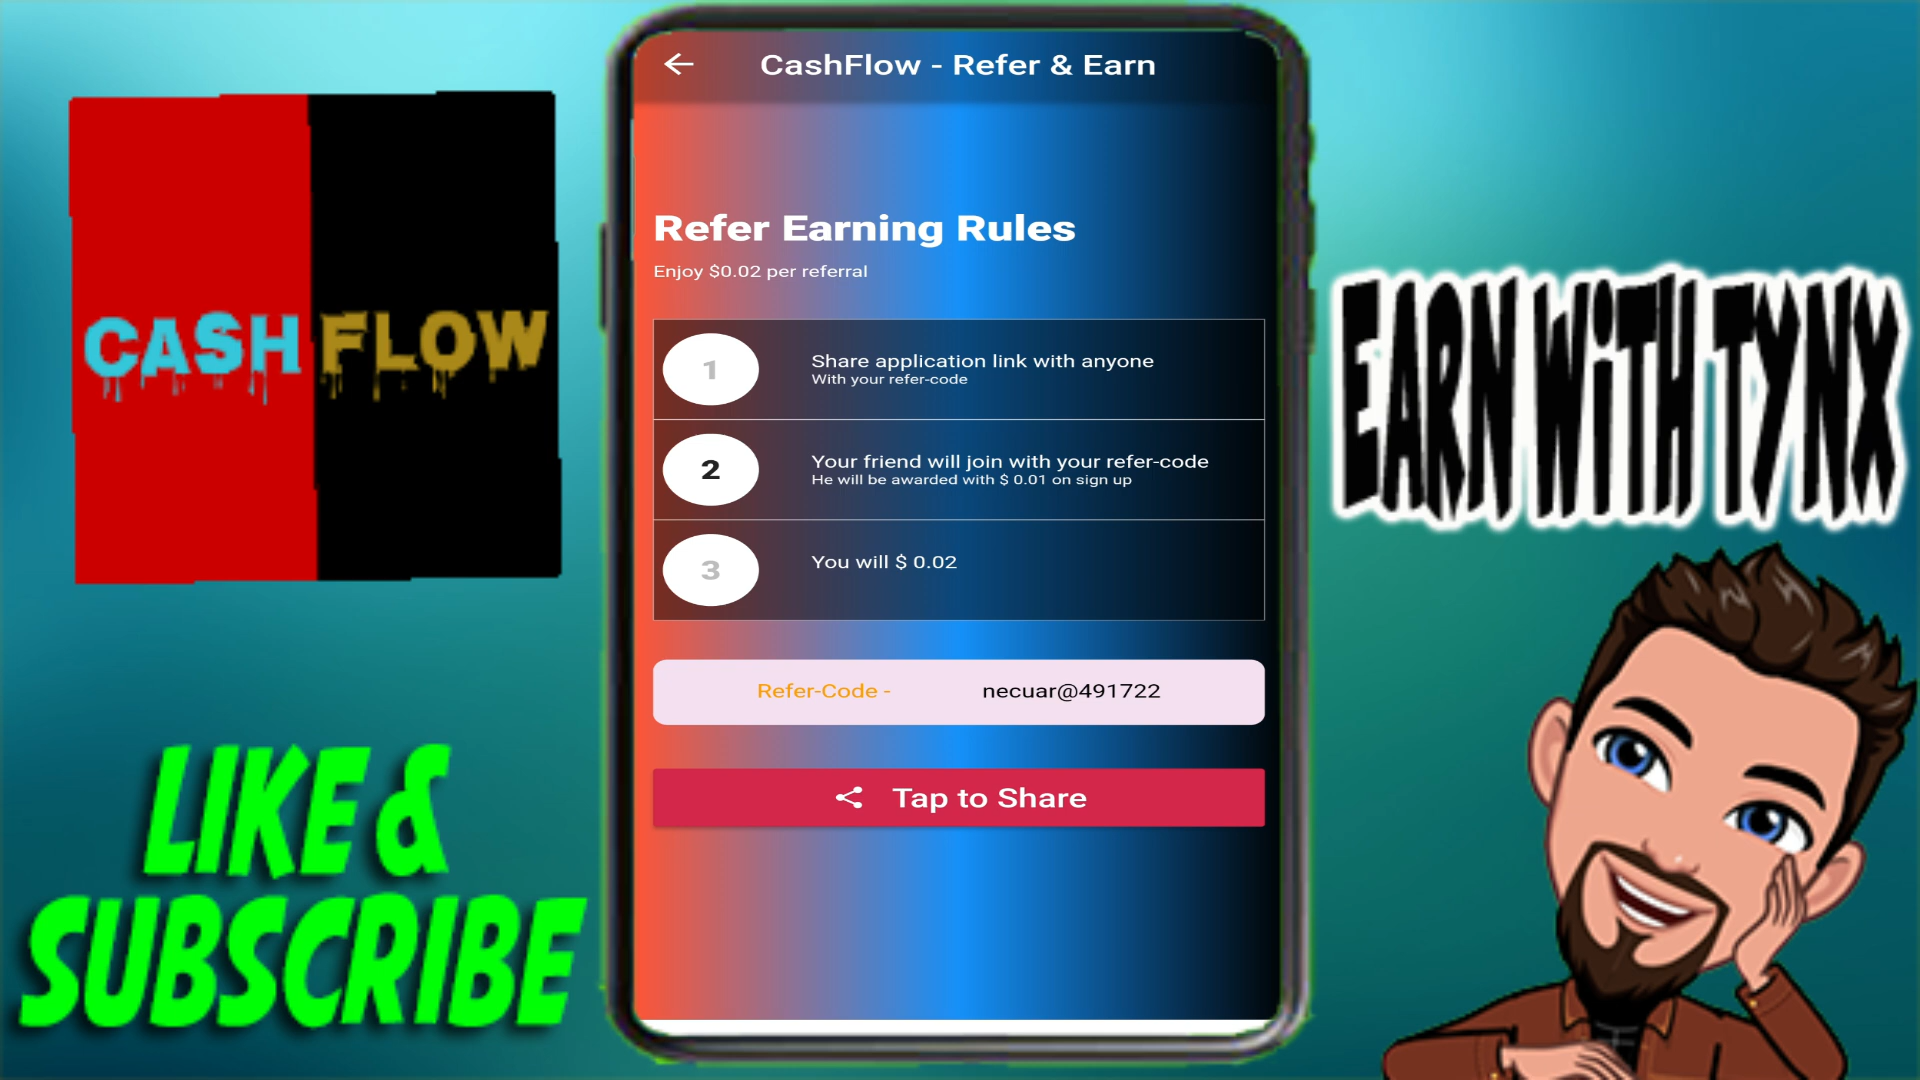 CASH FLOW
LIKE &
SUBSCRIBE
CashFlow - Refer & Earn
Refer Earning Rules
Enjoy $0.02 per referral
1
Share application link with anyone
With your refer-code
2
Your friend will join with your refer-code
He will be awarded with $ 0.01 on sign up
3
You will $ 0.02
Refer-Code - necuar@491722
Tap to Share
EARN WiTH TYNX